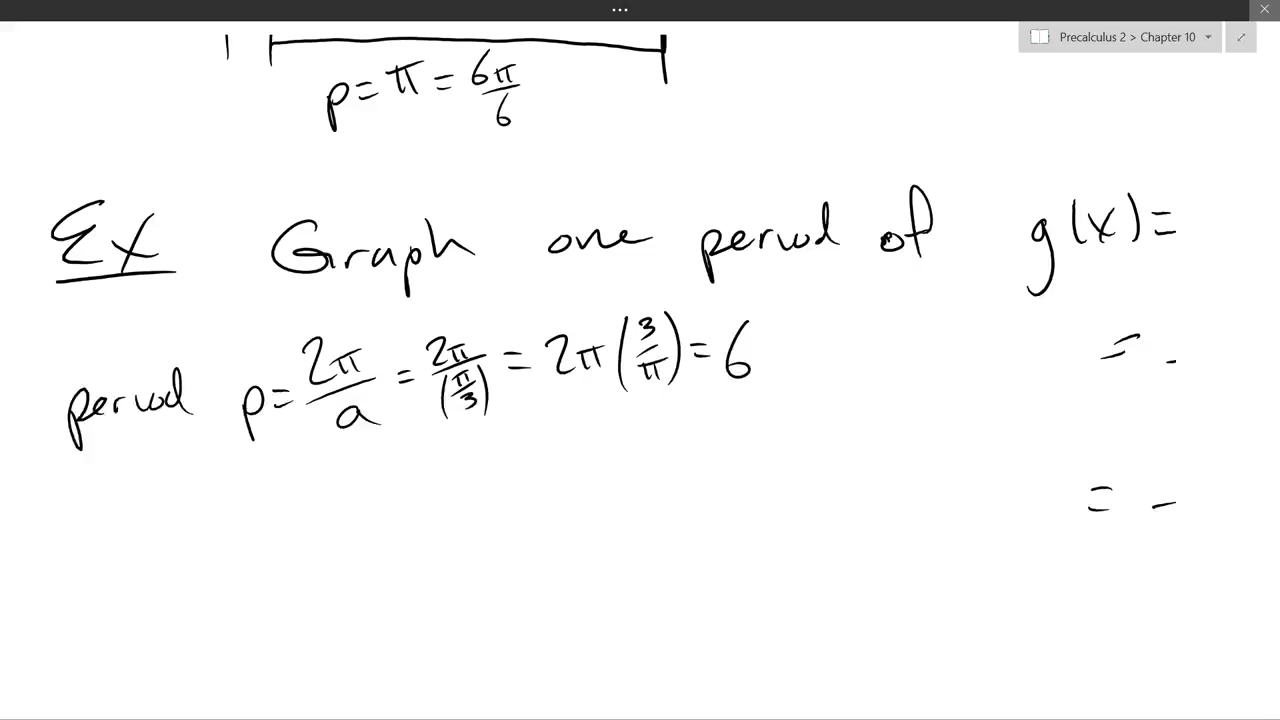 Precalculus 2 > Chapter 10
p = π = 6π/6
Ex Graph one period of g(x) =
period p = 2π/a = 2π/(π/3) = 2π(3/π) = 6
= -
= -